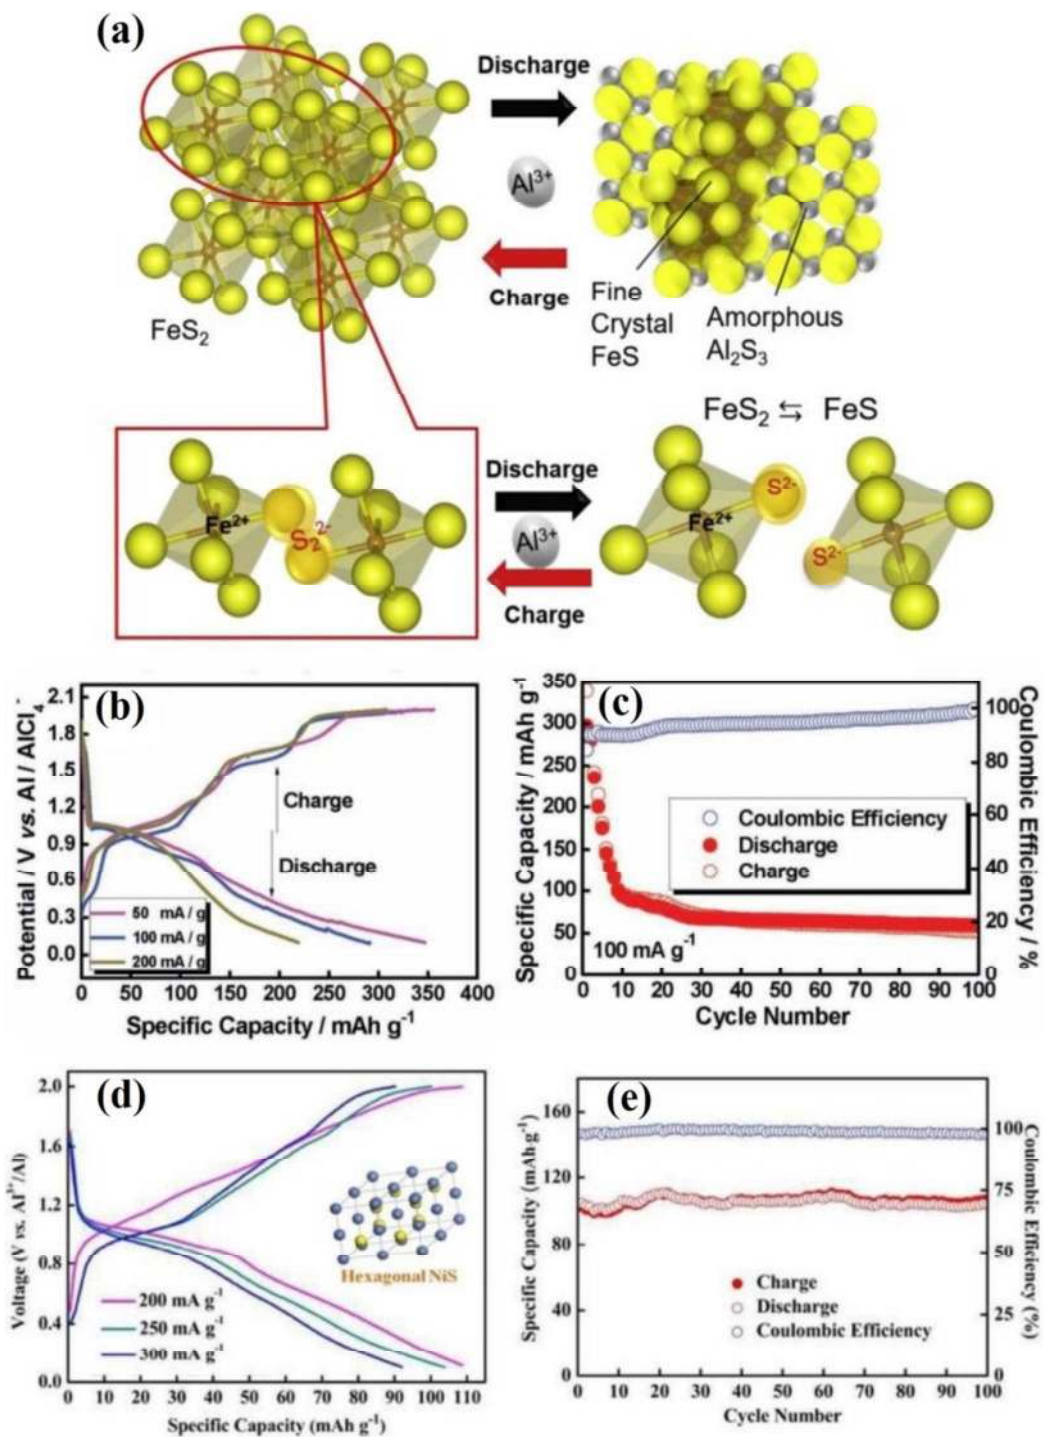 (a)
Discharge
Al3+
Charge
FeS2
Fine
Crystal
FeS
Amorphous
Al2S3
FeS2 ⇆ FeS
Fe2+
S2 2-
Discharge
Al3+
Charge
Fe2+
S2-
S2-
(b)
Potential / V vs. Al / AlCl4-
2.1
1.8
1.5
1.2
0.9
0.6
0.3
0.0
Charge
Discharge
50 mA / g
100 mA / g
200 mA / g
0 50 100 150 200 250 300 350 400
Specific Capacity / mAh g-1
(c)
Specific Capacity / mAh g-1
350
300
250
200
150
100
50
0
Coulombic Efficiency
Discharge
Charge
100 mA g-1
100
80
60
40
20
0
Coulombic Efficiency / %
0 10 20 30 40 50 60 70 80 90 100
Cycle Number
(d)
Voltage (V vs. Al3+/Al)
2.0
1.6
1.2
0.8
0.4
0.0
Hexagonal NiS
200 mA g-1
250 mA g-1
300 mA g-1
0 10 20 30 40 50 60 70 80 90 100 110
Specific Capacity (mAh g-1)
(e)
Specific Capacity (mAh·g-1)
160
120
80
40
0
Charge
Discharge
Coulombic Efficiency
100
75
50
25
0
Coulombic Efficiency (%)
0 10 20 30 40 50 60 70 80 90 100
Cycle Number